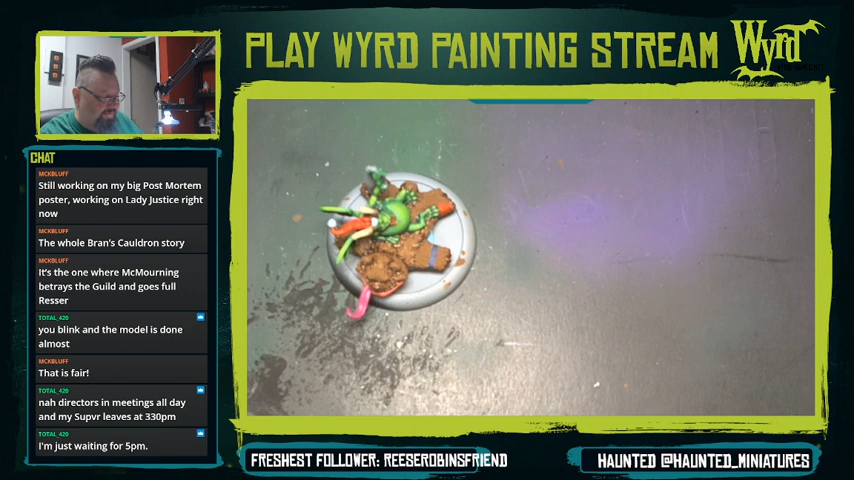 PLAY WYRD PAINTING STREAM
Wyrd
CHAT
MCKBLUFF
Still working on my big Post Mortem
poster, working on Lady Justice right
now
MCKBLUFF
The whole Bran's Cauldron story
MCKBLUFF
It's the one where McMourning
betrays the Guild and goes full
Resser
TOTAL_420
you blink and the model is done
almost
MCKBLUFF
That is fair!
TOTAL_420
nah directors in meetings all day
and my Supvr leaves at 330pm
TOTAL_420
I'm just waiting for 5pm.
FRESHEST FOLLOWER: REESEROBINSFRIEND
HAUNTED @HAUNTED_MINIATURES